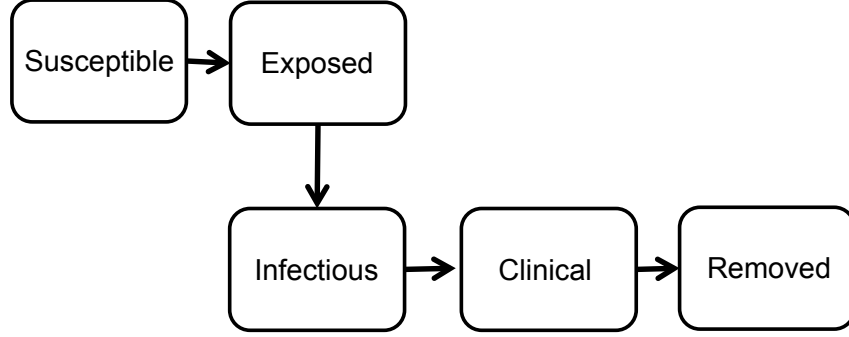 Susceptible
Exposed
Infectious
Clinical
Removed